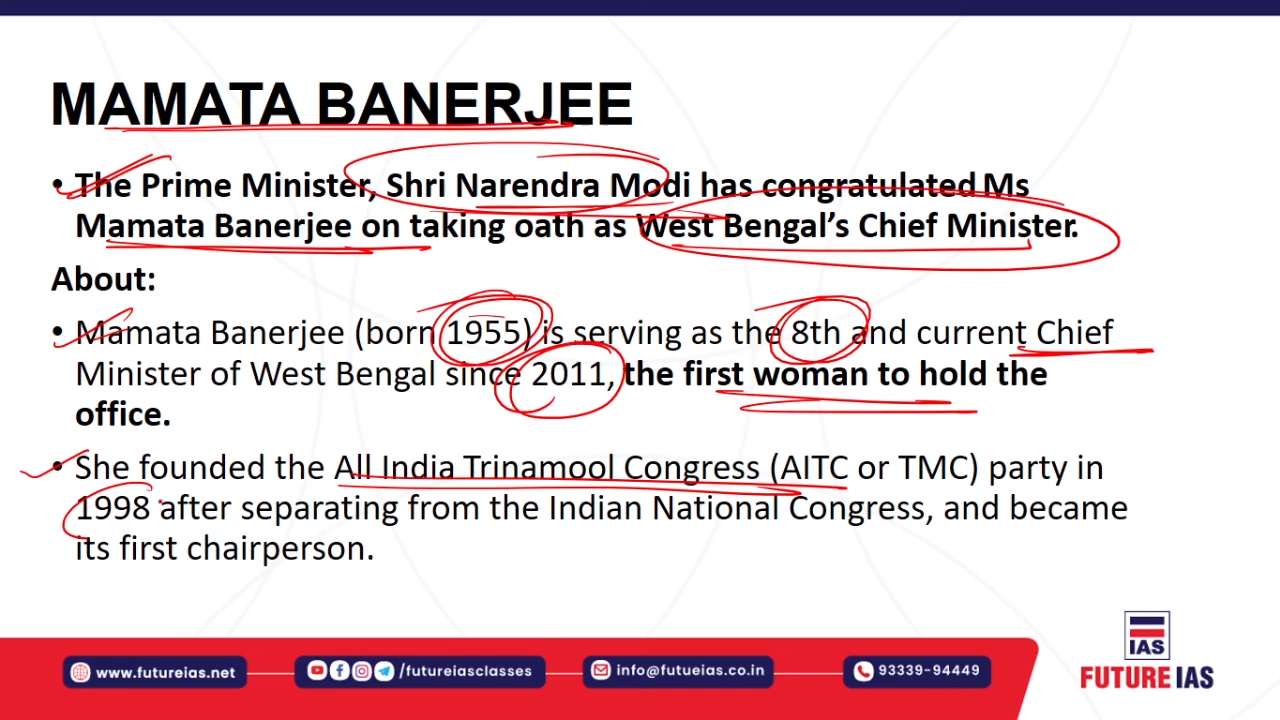 MAMATA BANERJEE
• The Prime Minister, Shri Narendra Modi has congratulated Ms
Mamata Banerjee on taking oath as West Bengal’s Chief Minister.
About:
• Mamata Banerjee (born 1955) is serving as the 8th and current Chief
Minister of West Bengal since 2011, the first woman to hold the
office.
• She founded the All India Trinamool Congress (AITC or TMC) party in
1998 after separating from the Indian National Congress, and became
its first chairperson.
www.futureias.net
/futureiasclasses
info@futueias.co.in
93339-94449
IAS
FUTURE IAS